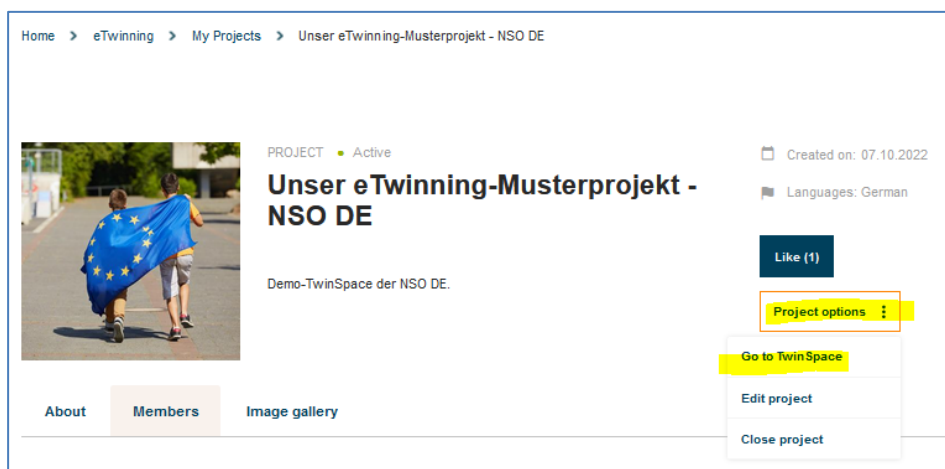 Home > eTwinning > My Projects > Unser eTwinning-Musterprojekt - NSO DE
PROJECT • Active
Unser eTwinning-Musterprojekt -
NSO DE
Demo-TwinSpace der NSO DE.
Created on: 07.10.2022
Languages: German
Like (1)
Project options
Go to TwinSpace
Edit project
Close project
About Members Image gallery